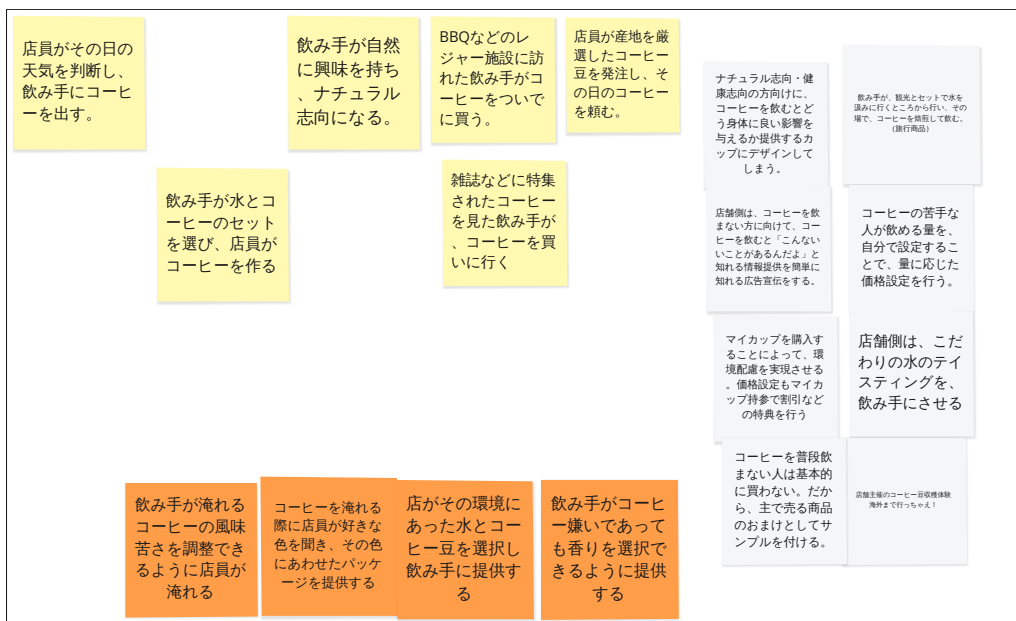 店員がその日の
天気を判断し、
飲み手にコーヒ
ーを出す。
飲み手が自然
に興味を持ち
、ナチュラル
志向になる。
BBQなどのレ
ジャー施設に訪
れた飲み手がコ
ーヒーをついで
に買う。
店員が産地を厳
選したコーヒー
豆を発注し、そ
の日のコーヒー
を頼む。
飲み手が水とコ
ーヒーのセット
を選び、店員が
コーヒーを作る
雑誌などに特集
されたコーヒー
を見た飲み手が
、コーヒーを買
いに行く
ナチュラル志向・健
康志向の方向けに、
コーヒーを飲むとど
う身体に良い影響を
与えるか提供するカ
ップにデザインして
しまう。
飲み手が、観光とセットで水を
汲みに行くところから行い、その
場で、コーヒーを焙煎して飲む。
（旅行商品）
店舗側は、コーヒーを飲
まない方に向けて、コー
ヒーを飲むと「こんない
いことがあるんだよ」と
知れる情報提供を簡単に
知れる広告宣伝をする。
コーヒーの苦手な
人が飲める量を、
自分で設定するこ
とで、量に応じた
価格設定を行う。
マイカップを購入す
ることによって、環
境配慮を実現させる
。価格設定もマイカ
ップ持参で割引など
の特典を行う
店舗側は、こだ
わりの水のテイ
スティングを、
飲み手にさせる
コーヒーを普段飲
まない人は基本的
に買わない。だか
ら、主で売る商品
のおまけとしてサ
ンプルを付ける。
店舗主催のコーヒー豆収穫体験
海外まで行っちゃえ！
飲み手が淹れる
コーヒーの風味
苦さを調整でき
るように店員が
淹れる
コーヒーを淹れる
際に店員が好きな
色を聞き、その色
にあわせたパッケ
ージを提供する
店がその環境に
あった水とコー
ヒー豆を選択し
飲み手に提供す
る
飲み手がコーヒ
ー嫌いであって
も香りを選択で
きるように提供
する